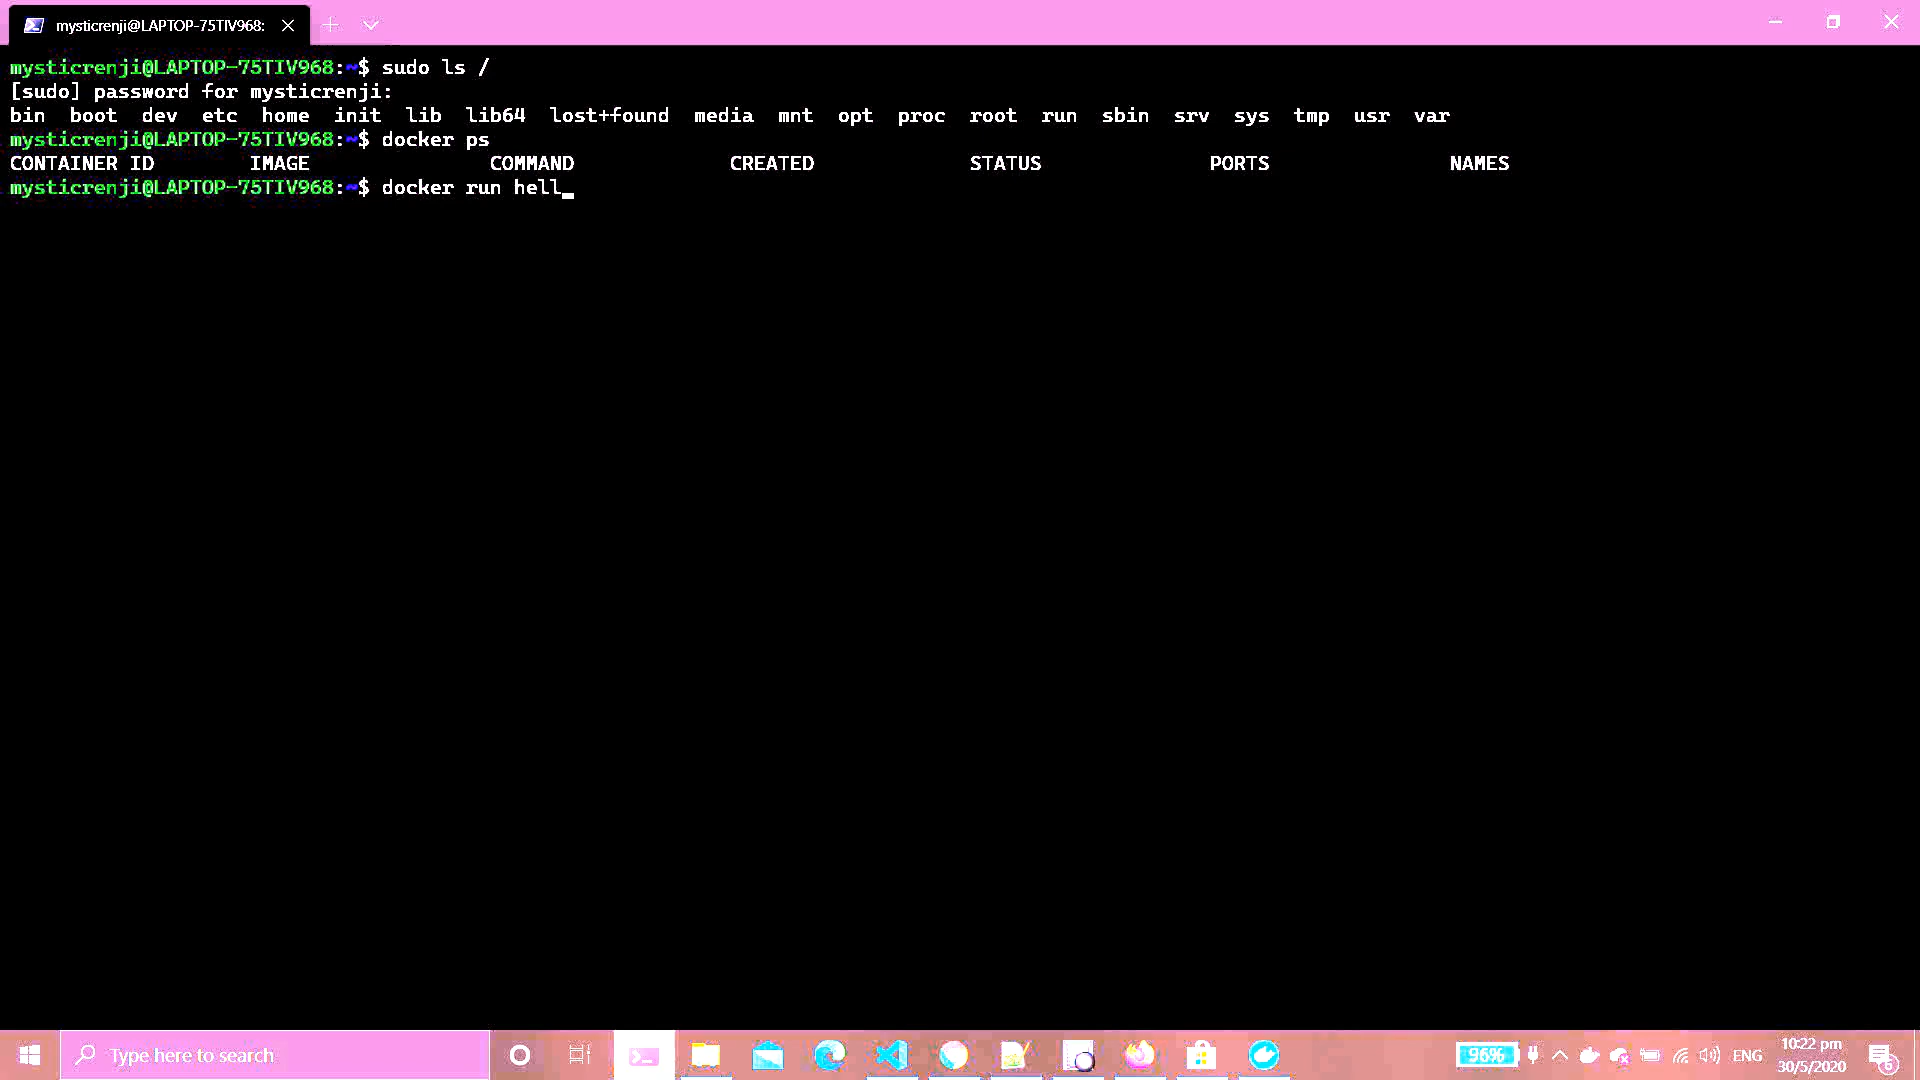 mysticrenji@LAPTOP-75TIV968:
mysticrenji@LAPTOP-75TIV968:~$ sudo ls /
[sudo] password for mysticrenji:
bin boot dev etc home init lib lib64 lost+found media mnt opt proc root run sbin srv sys tmp usr var
mysticrenji@LAPTOP-75TIV968:~$ docker ps
CONTAINER ID IMAGE COMMAND CREATED STATUS PORTS NAMES
mysticrenji@LAPTOP-75TIV968:~$ docker run hell
Type here to search
96%
ENG
10:22 pm
30/5/2020
6